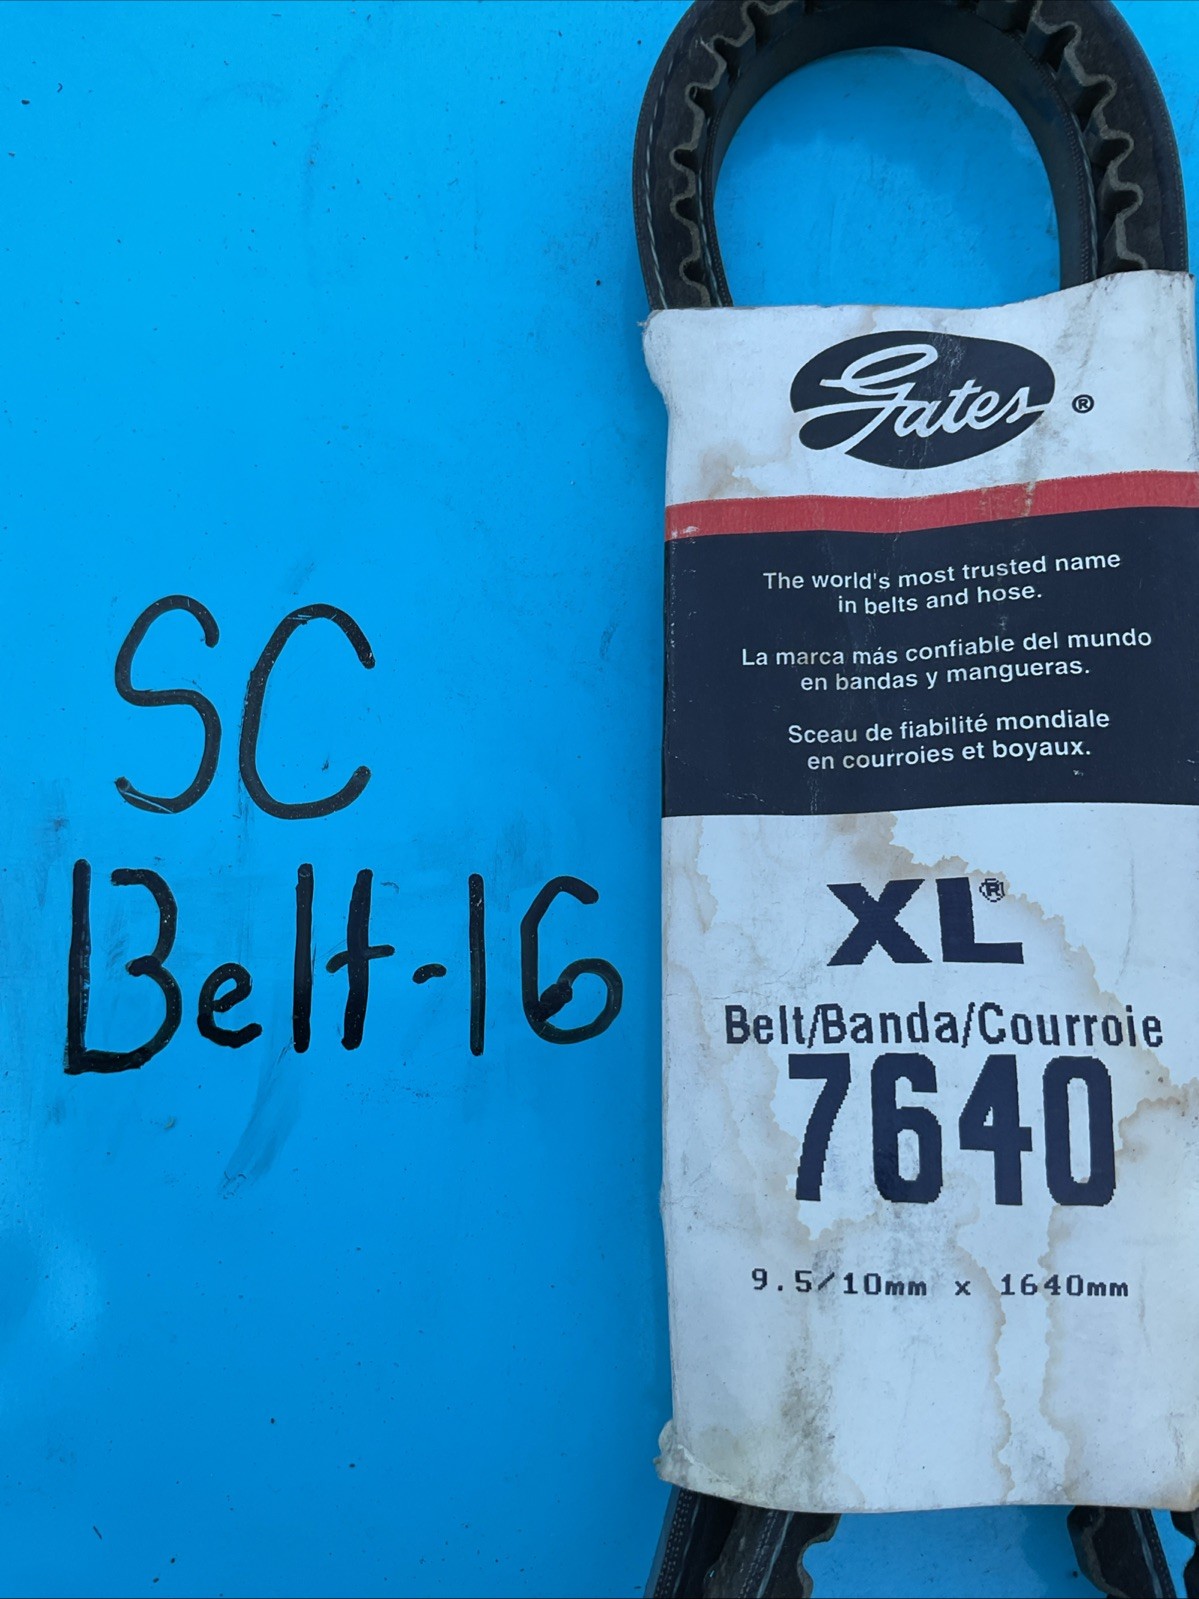 SC
Belt-16
Gates®
The world's most trusted name
in belts and hose.
La marca más confiable del mundo
en bandas y mangueras.
Sceau de fiabilité mondiale
en courroies et boyaux.
XL®
Belt/Banda/Courroie
7640
9.5/10mm x 1640mm